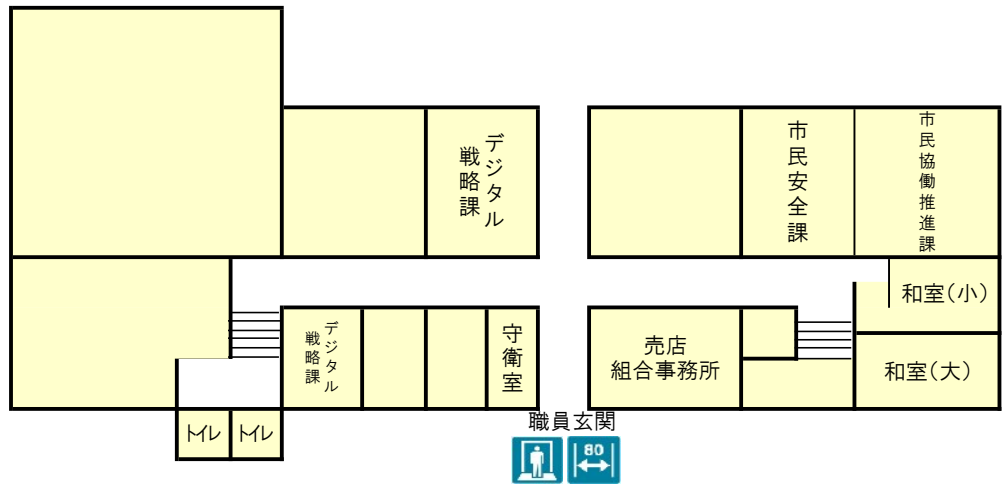 デジタル
戦略課
市民安全課
市民協働推進課
和室(小)
デジタル
戦略課
守衛室
売店
組合事務所
和室(大)
トイレ
トイレ
職員玄関
80